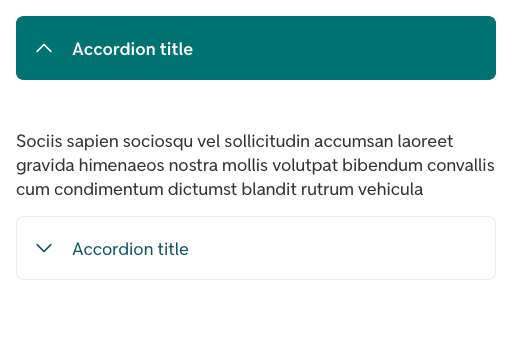 Accordion title
Sociis sapien sociosqu vel sollicitudin accumsan laoreet
gravida himenaeos nostra mollis volutpat bibendum convallis
cum condimentum dictumst blandit rutrum vehicula
Accordion title